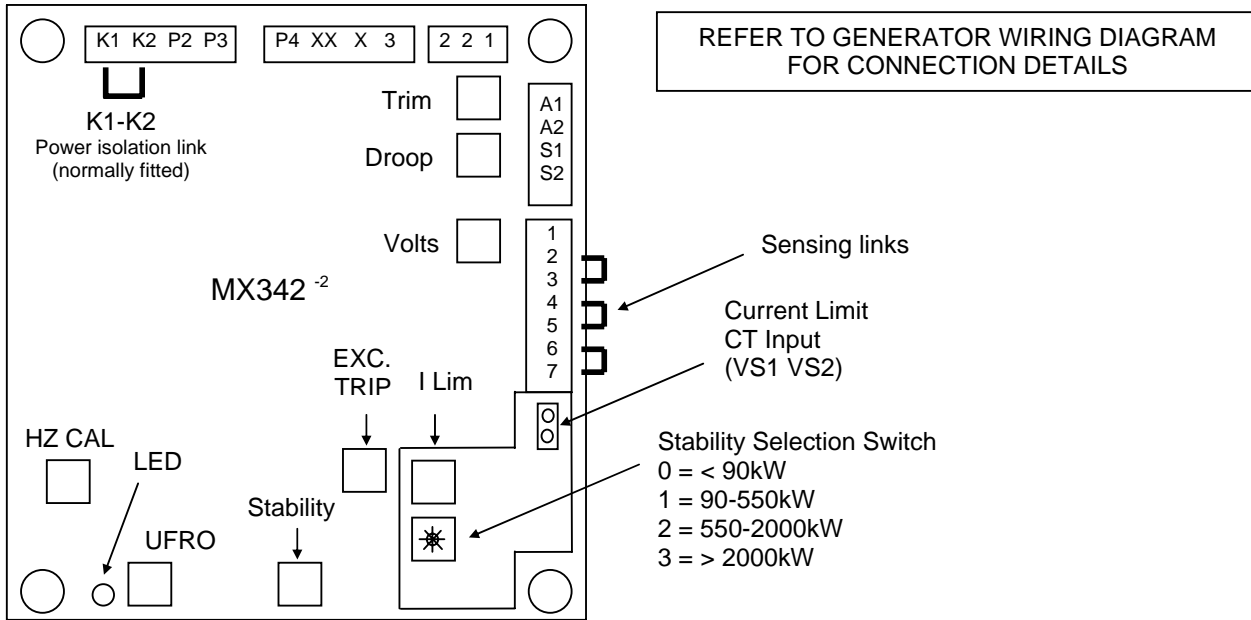 K1 K2 P2 P3
P4 XX X 3
2 2 1
REFER TO GENERATOR WIRING DIAGRAM
FOR CONNECTION DETAILS
K1-K2
Power isolation link
(normally fitted)
Trim
Droop
Volts
A1
A2
S1
S2
1
2
3
4
5
6
7
MX342 -2
Sensing links
Current Limit
CT Input
(VS1 VS2)
EXC.
TRIP
I Lim
HZ CAL
LED
UFRO
Stability
Stability Selection Switch
0 = < 90kW
1 = 90-550kW
2 = 550-2000kW
3 = > 2000kW